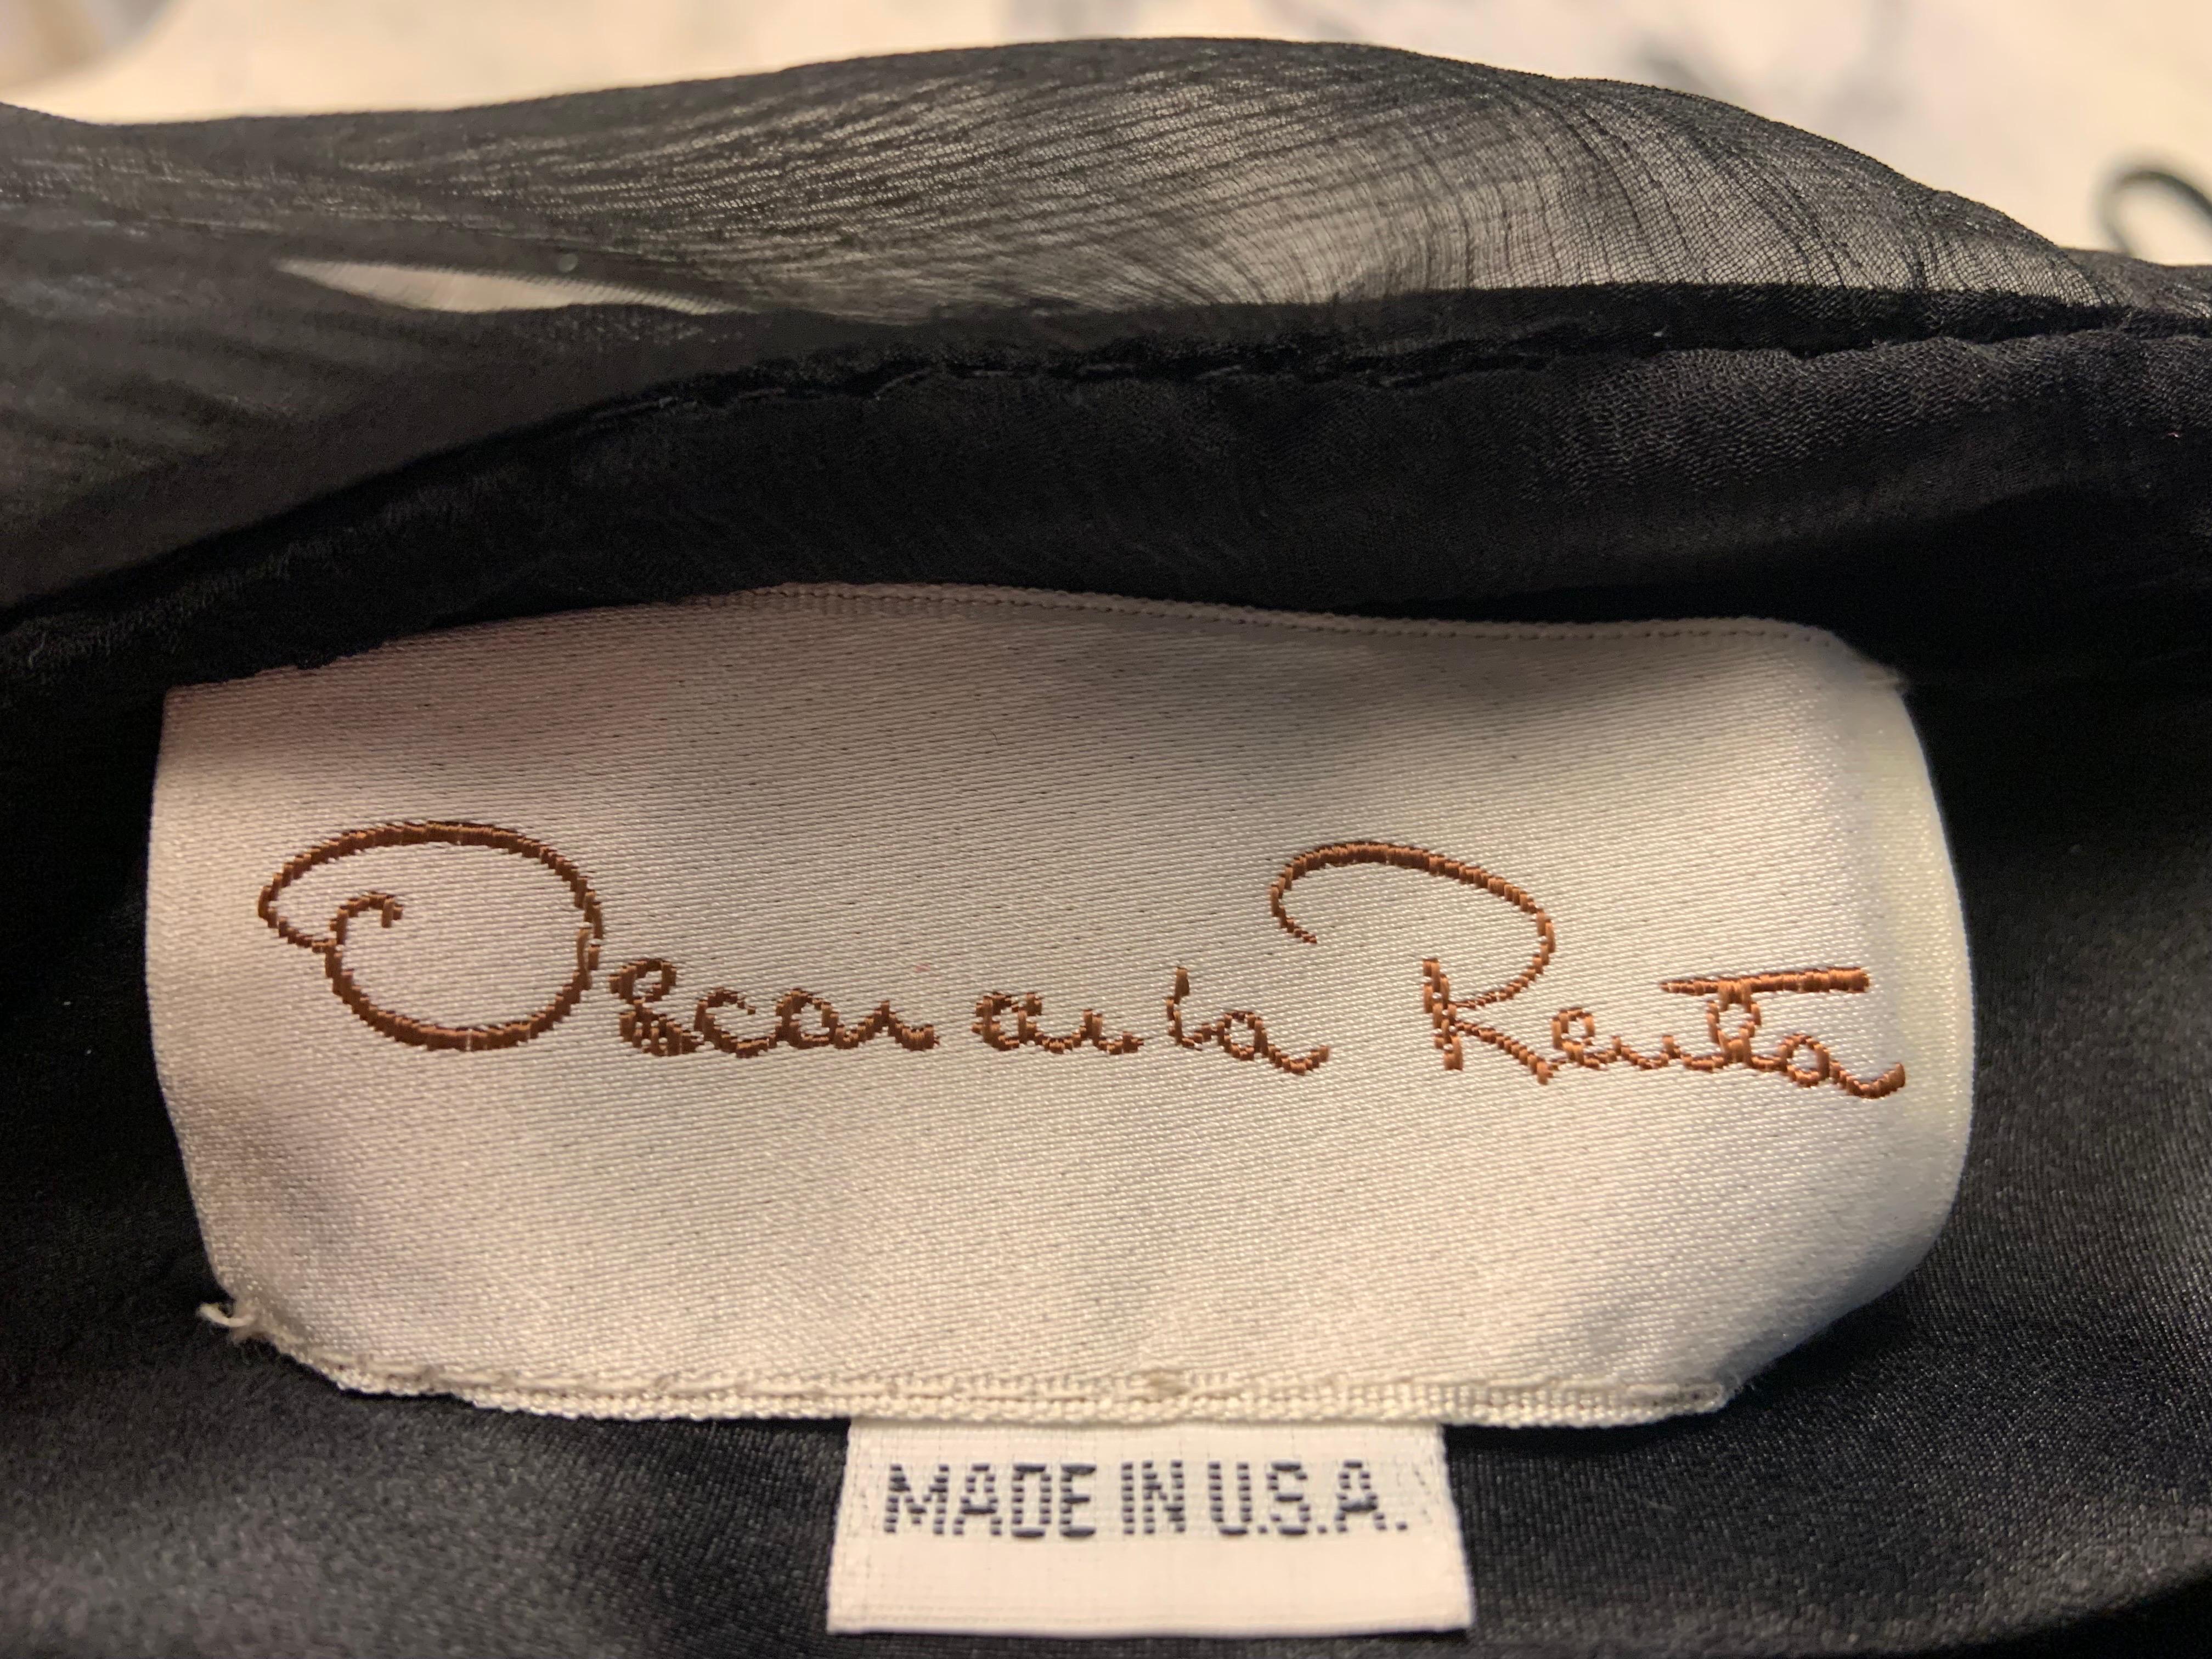 Oscar de la Renta
MADE IN U.S.A.